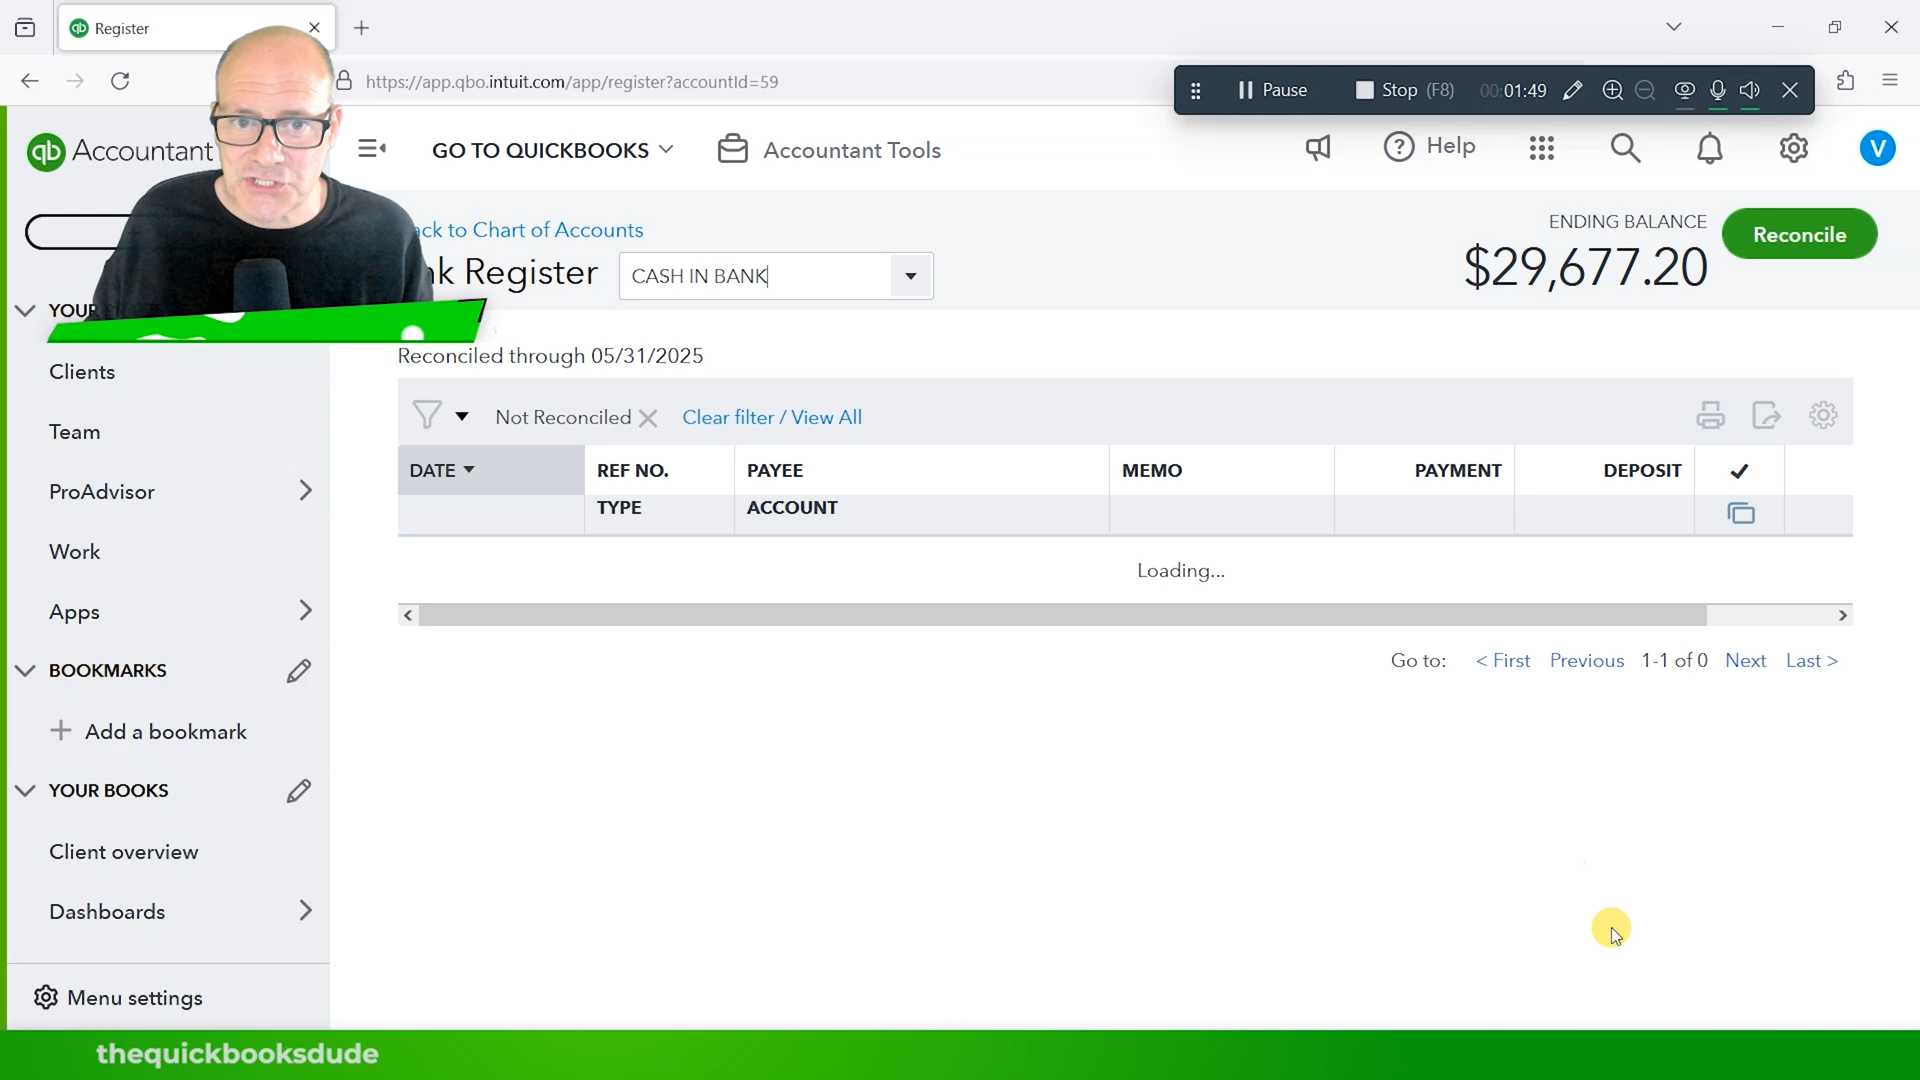 Register
https://app.qbo.intuit.com/app/register?accountId=59
Pause
Stop (F8)
00:01:49
qb Accountant
GO TO QUICKBOOKS
Accountant Tools
Help
V
ack to Chart of Accounts
nk Register
CASH IN BANK
ENDING BALANCE
$29,677.20
Reconcile
YOUR
Clients
Team
ProAdvisor
Work
Apps
BOOKMARKS
Add a bookmark
YOUR BOOKS
Client overview
Dashboards
Menu settings
Reconciled through 05/31/2025
Not Reconciled
Clear filter / View All
DATE REF NO. PAYEE MEMO PAYMENT DEPOSIT
TYPE ACCOUNT
Loading...
Go to: < First Previous 1-1 of 0 Next Last >
thequickbooksdude